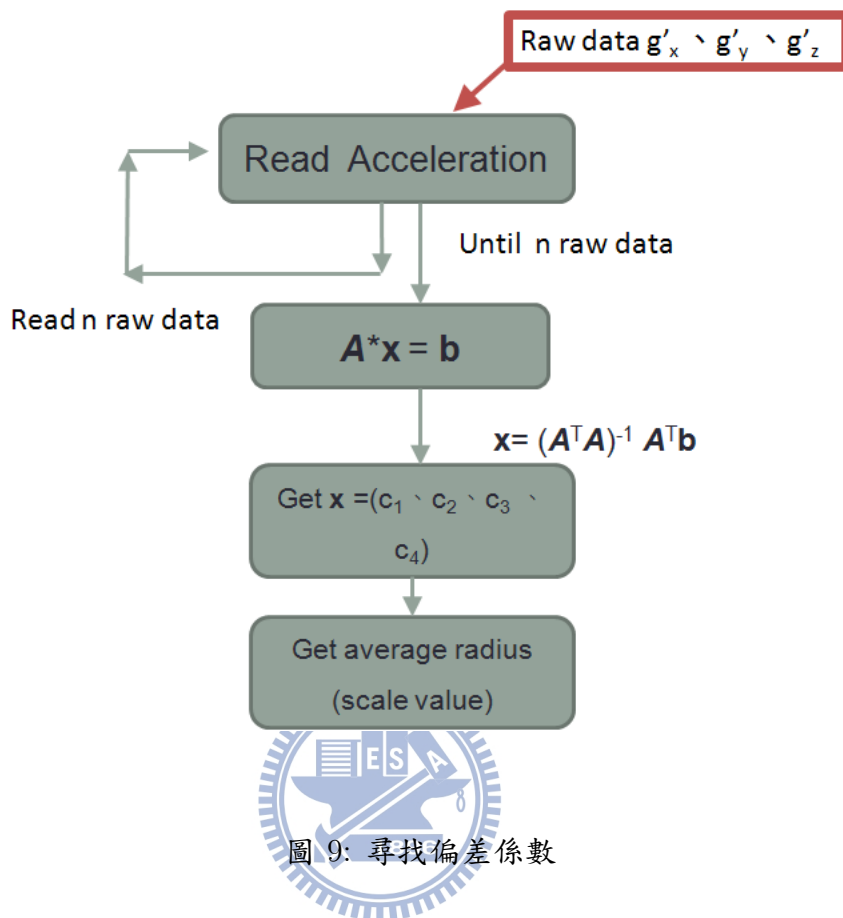 Raw data g'x、g'y、g'z
Read Acceleration
Until n raw data
Read n raw data
A*x = b
x= (AᵀA)⁻¹ Aᵀb
Get x =(c₁、c₂、c₃、
c₄)
Get average radius
(scale value)
E S A
1896
圖 9: 尋找偏差係數